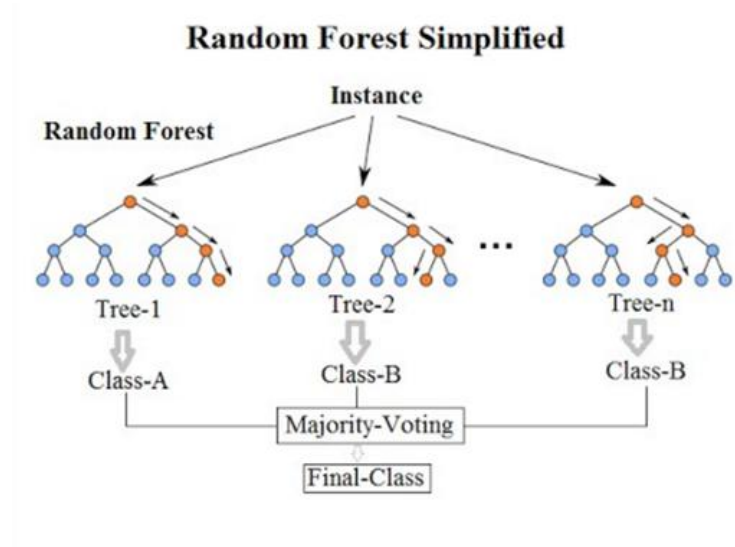 Random Forest Simplified
Instance
Random Forest
...
Tree-1
Tree-2
Tree-n
Class-A
Class-B
Class-B
Majority-Voting
Final-Class